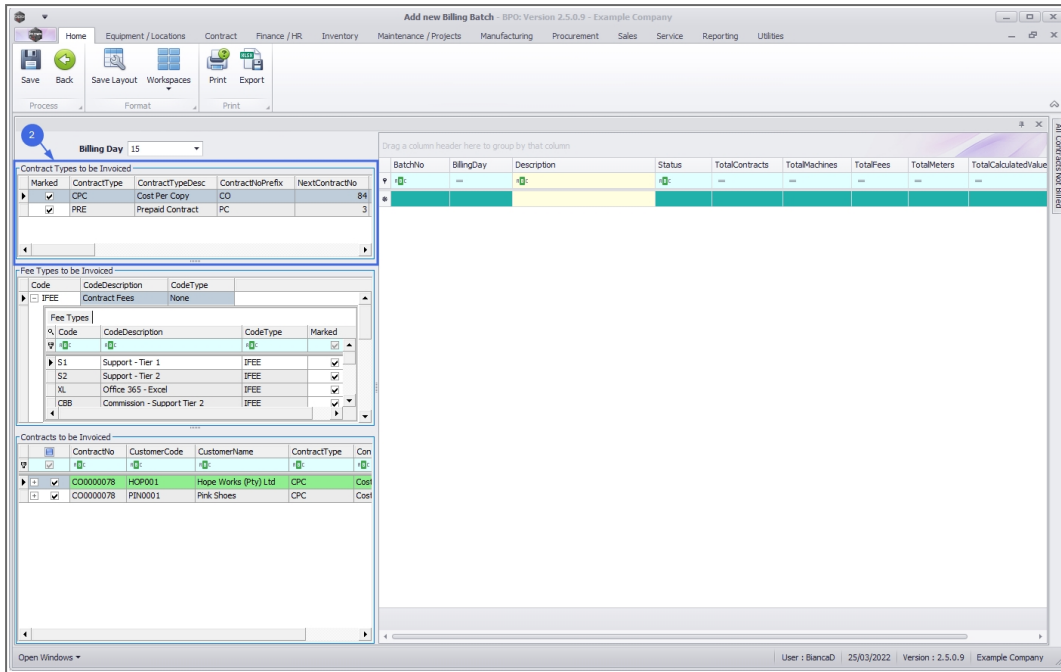 Add new Billing Batch - BPO: Version 2.5.0.9 - Example Company
Home Equipment / Locations Contract Finance / HR Inventory Maintenance / Projects Manufacturing Procurement Sales Service Reporting Utilities
Save Back Save Layout Workspaces Print Export
Process Format Print
2
Billing Day 15
Contract Types to be Invoiced
Marked ContractType ContractTypeDesc ContractNoPrefix NextContractNo
CPC Cost Per Copy CO 84
PRE Prepaid Contract PC 3
Fee Types to be Invoiced
Code CodeDescription CodeType
IFEE Contract Fees None
Fee Types
Code CodeDescription CodeType Marked
S1 Support - Tier 1 IFEE
S2 Support - Tier 2 IFEE
XL Office 365 - Excel IFEE
CBB Commission - Support Tier 2 IFEE
Contracts to be Invoiced
ContractNo CustomerCode CustomerName ContractType Con
CO0000078 HOP001 Hope Works (Pty) Ltd CPC Cost
CO0000078 PIN0001 Pink Shoes CPC Cost
Drag a column header here to group by that column
BatchNo BillingDay Description Status TotalContracts TotalMachines TotalFees TotalMeters TotalCalculatedValue
All Contracts Not Billed
Open Windows
User : BiancaD 25/03/2022 Version : 2.5.0.9 Example Company